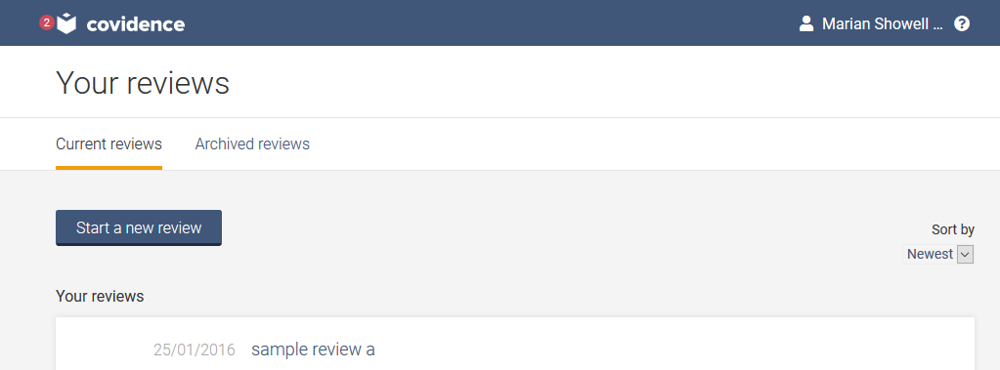 2 covidence Marian Showell ... ?
Your reviews
Current reviews Archived reviews
Start a new review
Sort by
Newest
Your reviews
25/01/2016 sample review a